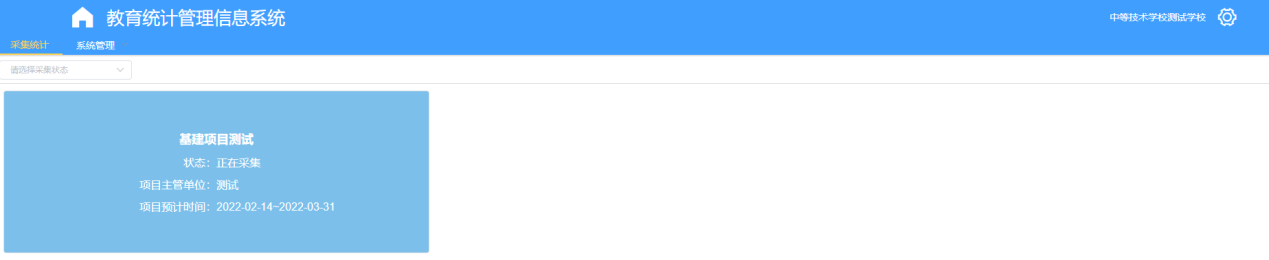 教育统计管理信息系统
中等技术学校测试学校
采集统计 系统管理
请选择采集状态
基建项目测试
状态：正在采集
项目主管单位：测试
项目预计时间：2022-02-14~2022-03-31